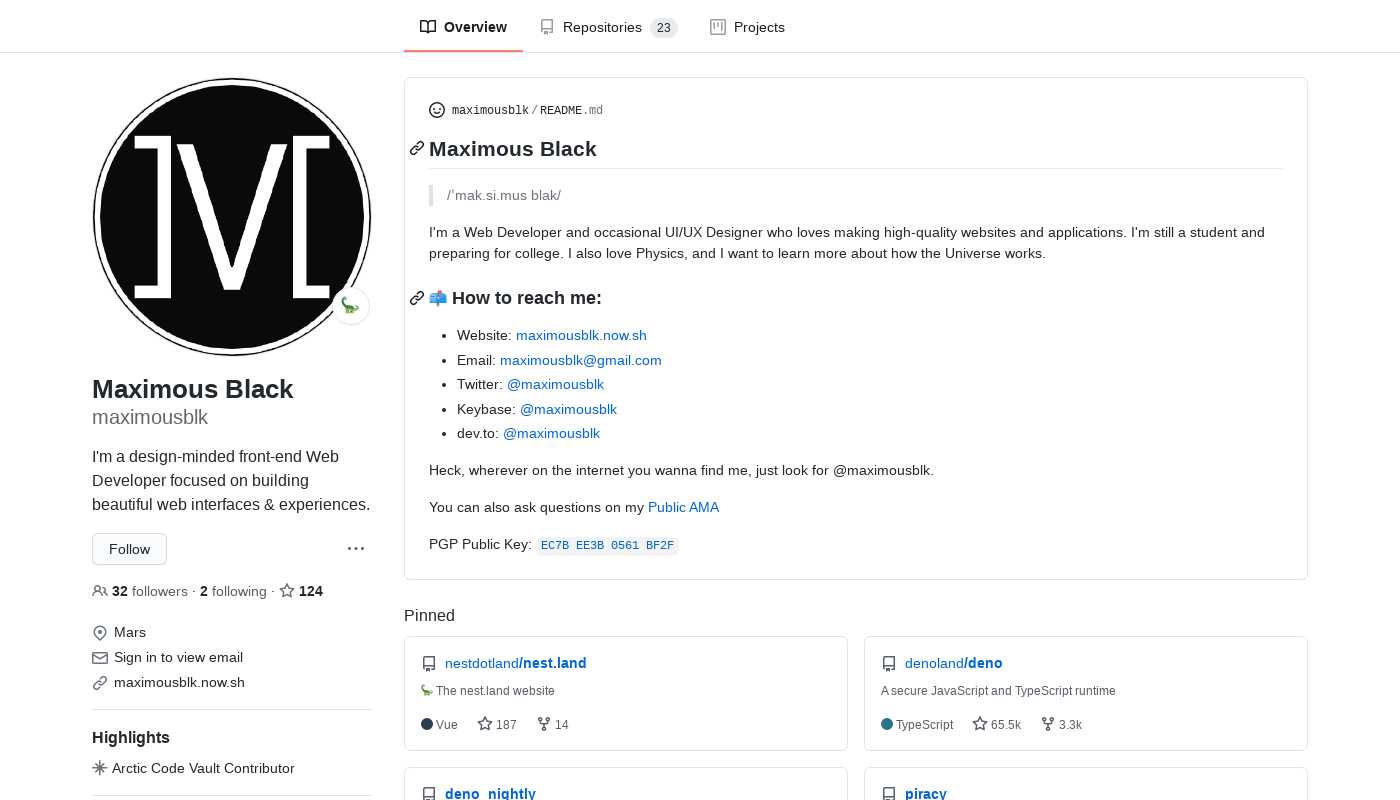 Overview
Repositories 23
Projects
maximousblk/README.md
Maximous Black
/ˈmak.si.mus blak/
I'm a Web Developer and occasional UI/UX Designer who loves making high-quality websites and applications. I'm still a student and
preparing for college. I also love Physics, and I want to learn more about how the Universe works.
📫 How to reach me:
Website: maximousblk.now.sh
Email: maximousblk@gmail.com
Twitter: @maximousblk
Keybase: @maximousblk
dev.to: @maximousblk
Heck, wherever on the internet you wanna find me, just look for @maximousblk.
You can also ask questions on my Public AMA
PGP Public Key: EC7B EE3B 0561 BF2F
[M]
Maximous Black
maximousblk
I'm a design-minded front-end Web
Developer focused on building
beautiful web interfaces & experiences.
Follow
32 followers · 2 following · 124
Mars
Sign in to view email
maximousblk.now.sh
Highlights
Arctic Code Vault Contributor
Pinned
nestdotland/nest.land
🦕 The nest.land website
Vue 187 14
denoland/deno
A secure JavaScript and TypeScript runtime
TypeScript 65.5k 3.3k
deno_nightly
piracy